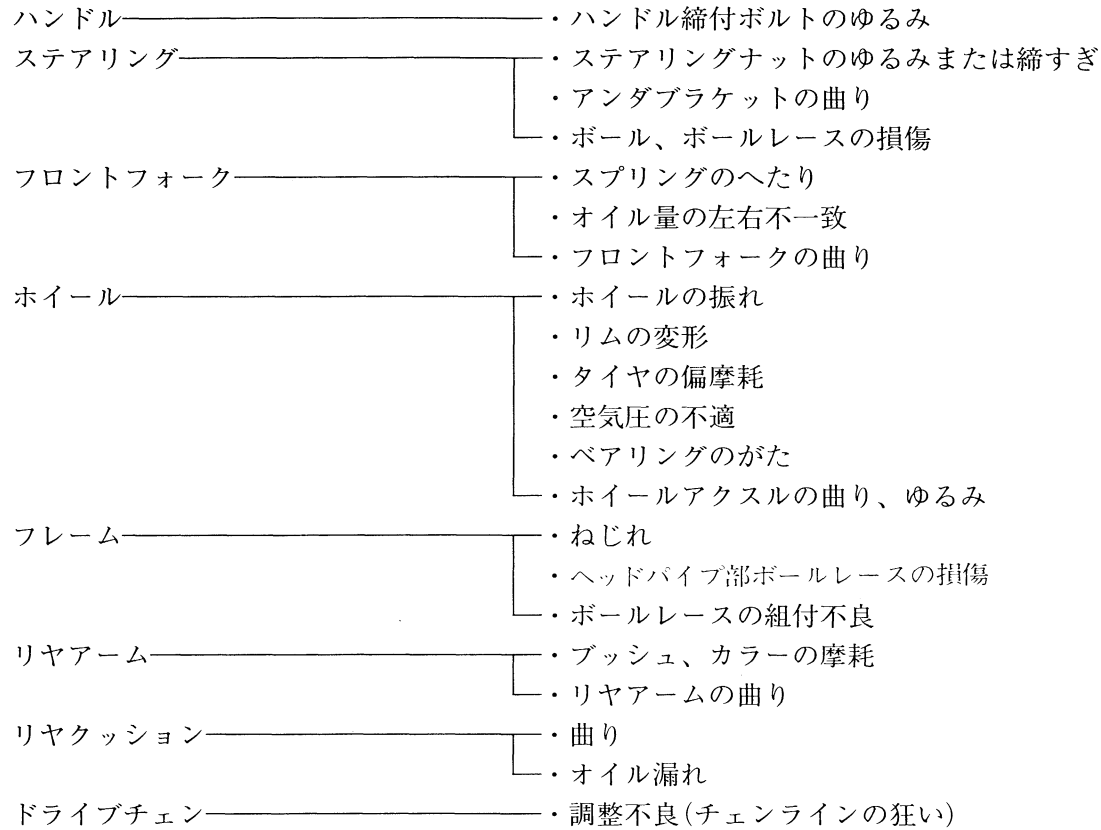 ハンドル ・ハンドル締付ボルトのゆるみ
ステアリング ・ステアリングナットのゆるみまたは締すぎ
・アンダブラケットの曲り
・ボール、ボールレースの損傷
フロントフォーク ・スプリングのへたり
・オイル量の左右不一致
・フロントフォークの曲り
ホイール ・ホイールの振れ
・リムの変形
・タイヤの偏摩耗
・空気圧の不適
・ベアリングのがた
・ホイールアクスルの曲り、ゆるみ
フレーム ・ねじれ
・ヘッドパイプ部ボールレースの損傷
・ボールレースの組付不良
リヤアーム ・ブッシュ、カラーの摩耗
・リヤアームの曲り
リヤクッション ・曲り
・オイル漏れ
ドライブチェン ・調整不良(チェンラインの狂い)